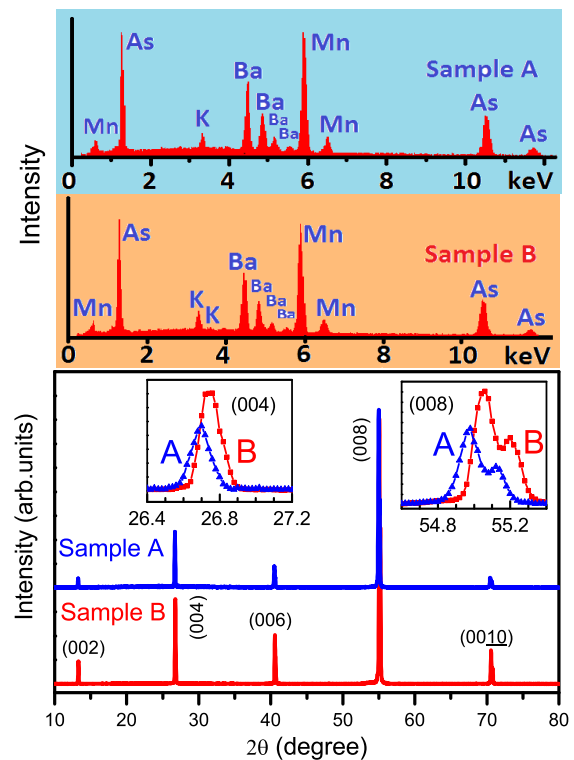 As
Mn
K
Ba
Ba
Ba
Ba
Mn
Mn
Sample A
As
As
0 2 4 6 8 10 keV
Intensity
As
Mn
K
K
Ba
Ba
Ba
Ba
Mn
Mn
Sample B
As
As
0 2 4 6 8 10 keV
Intensity (arb.units)
(004)
A B
26.4 26.8 27.2
(008)
(008)
A B
54.8 55.2
Sample A
Sample B
(002)
(004)
(006)
(0010)
10 20 30 40 50 60 70 80
2θ (degree)